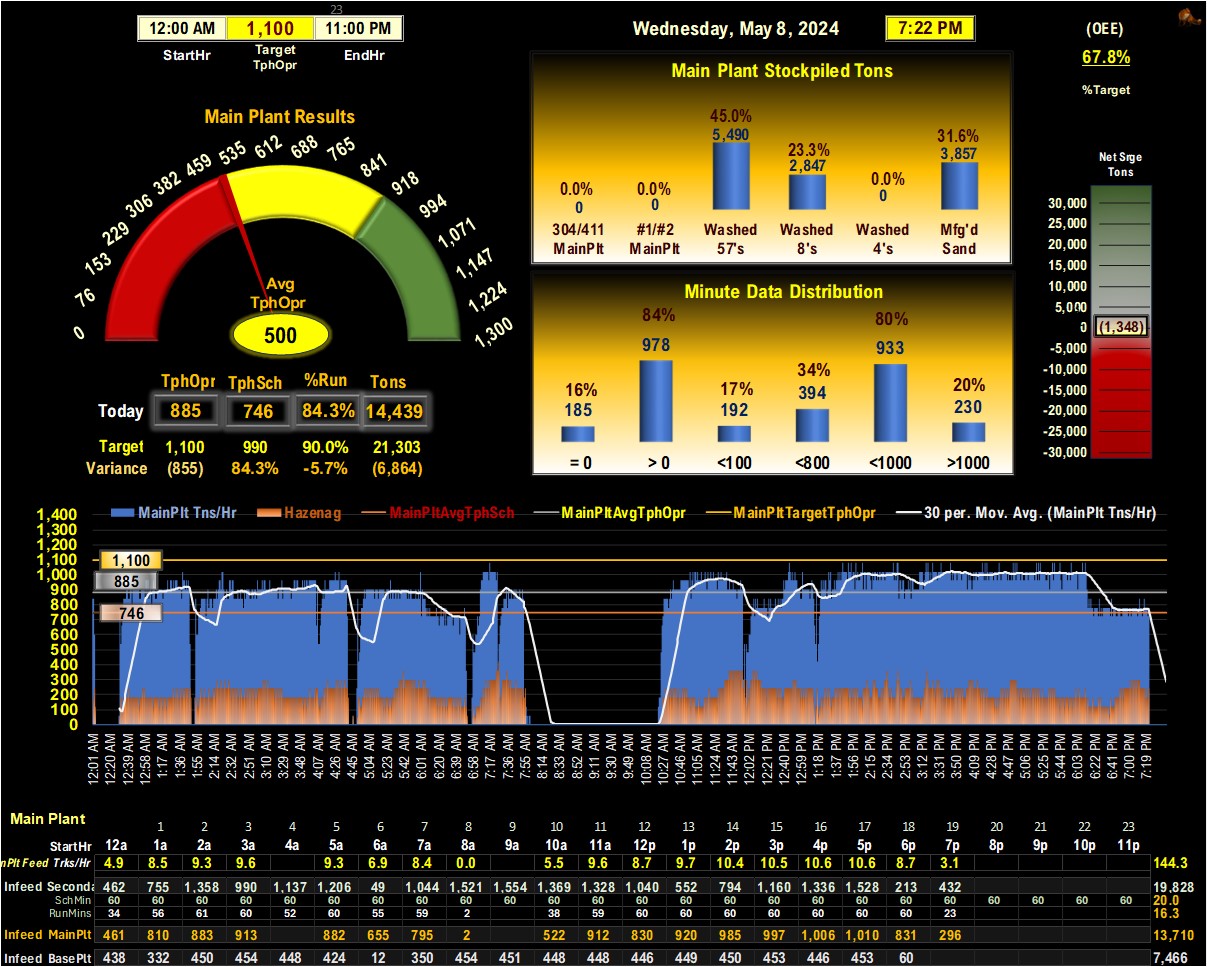 23
12:00 AM 1,100 11:00 PM
StartHr Target TphOpr EndHr
Wednesday, May 8, 2024 7:22 PM
(OEE)
67.8%
%Target
Main Plant Results
0 76 153 229 306 382 459 535 612 688 765 841 918 994 1,071 1,147 1,224 1,300
Avg
TphOpr
500
TphOpr TphSch %Run Tons
Today 885 746 84.3% 14,439
Target 1,100 990 90.0% 21,303
Variance (855) 84.3% -5.7% (6,864)
Main Plant Stockpiled Tons
0.0% 0.0% 45.0% 23.3% 0.0% 31.6%
0 0 5,490 2,847 0 3,857
304/411 #1/#2 Washed Washed Washed Mfg'd
MainPlt MainPlt 57's 8's 4's Sand
Minute Data Distribution
16% 84% 17% 34% 80% 20%
185 978 192 394 933 230
= 0 > 0 <100 <800 <1000 >1000
Net Srge
Tons
30,000
25,000
20,000
15,000
10,000
5,000
0 (1,348)
-5,000
-10,000
-15,000
-20,000
-25,000
-30,000
MainPlt Tns/Hr Hazenag MainPltAvgTphSch MainPltAvgTphOpr MainPltTargetTphOpr 30 per. Mov. Avg. (MainPlt Tns/Hr)
1,400
1,300
1,200
1,100 1,100
1,000
900 885
800
700 746
600
500
400
300
200
100
0
12:01 AM 12:20 AM 12:39 AM 12:58 AM 1:17 AM 1:36 AM 1:55 AM 2:14 AM 2:32 AM 2:51 AM 3:10 AM 3:29 AM 3:48 AM 4:07 AM 4:26 AM 4:45 AM 5:04 AM 5:23 AM 5:42 AM 6:01 AM 6:20 AM 6:39 AM 6:58 AM 7:17 AM 7:36 AM 7:55 AM 8:14 AM 8:33 AM 8:52 AM 9:11 AM 9:30 AM 9:49 AM 10:08 AM 10:27 AM 10:46 AM 11:05 AM 11:24 AM 11:43 AM 12:02 PM 12:21 PM 12:40 PM 12:59 PM 1:18 PM 1:37 PM 1:56 PM 2:15 PM 2:34 PM 2:53 PM 3:12 PM 3:31 PM 3:50 PM 4:09 PM 4:28 PM 4:47 PM 5:06 PM 5:25 PM 5:44 PM 6:03 PM 6:22 PM 6:41 PM 7:00 PM 7:19 PM
Main Plant
1 2 3 4 5 6 7 8 9 10 11 12 13 14 15 16 17 18 19 20 21 22 23
StartHr 12a 1a 2a 3a 4a 5a 6a 7a 8a 9a 10a 11a 12p 1p 2p 3p 4p 5p 6p 7p 8p 9p 10p 11p
nPlt Feed Trks/Hr 4.9 8.5 9.3 9.6 9.3 6.9 8.4 0.0 5.5 9.6 8.7 9.7 10.4 10.5 10.6 10.6 8.7 3.1 144.3
Infeed Seconda 462 755 1,358 990 1,137 1,206 49 1,044 1,521 1,554 1,369 1,328 1,040 552 794 1,160 1,336 1,528 213 432 19,828
SchMin 60 60 60 60 60 60 60 60 60 60 60 60 60 60 60 60 60 60 60 60 60 60 60 60 20.0
RunMins 34 56 61 60 52 60 55 59 2 38 59 60 60 60 60 60 60 60 23 16.3
Infeed MainPlt 461 810 883 913 882 655 795 2 522 912 830 920 985 997 1,006 1,010 831 296 13,710
Infeed BasePlt 438 332 450 454 448 424 12 350 454 451 448 448 446 449 450 453 446 453 60 7,466